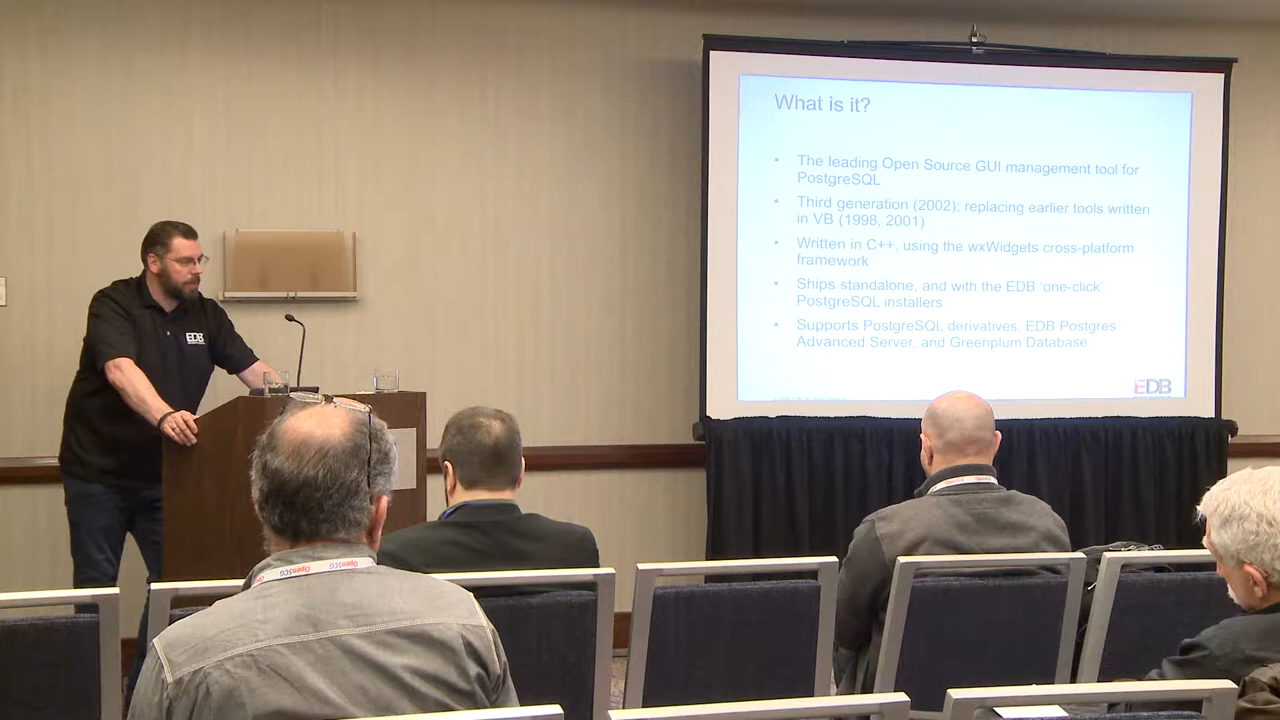 What is it?
• The leading Open Source GUI management tool for
PostgreSQL
• Third generation (2002); replacing earlier tools written
in VB (1998, 2001)
• Written in C++, using the wxWidgets cross-platform
framework
• Ships standalone, and with the EDB 'one-click'
PostgreSQL installers
• Supports PostgreSQL derivatives: EDB Postgres
Advanced Server, and Greenplum Database
EDB
EDB
OpenSCG
OpenSCG